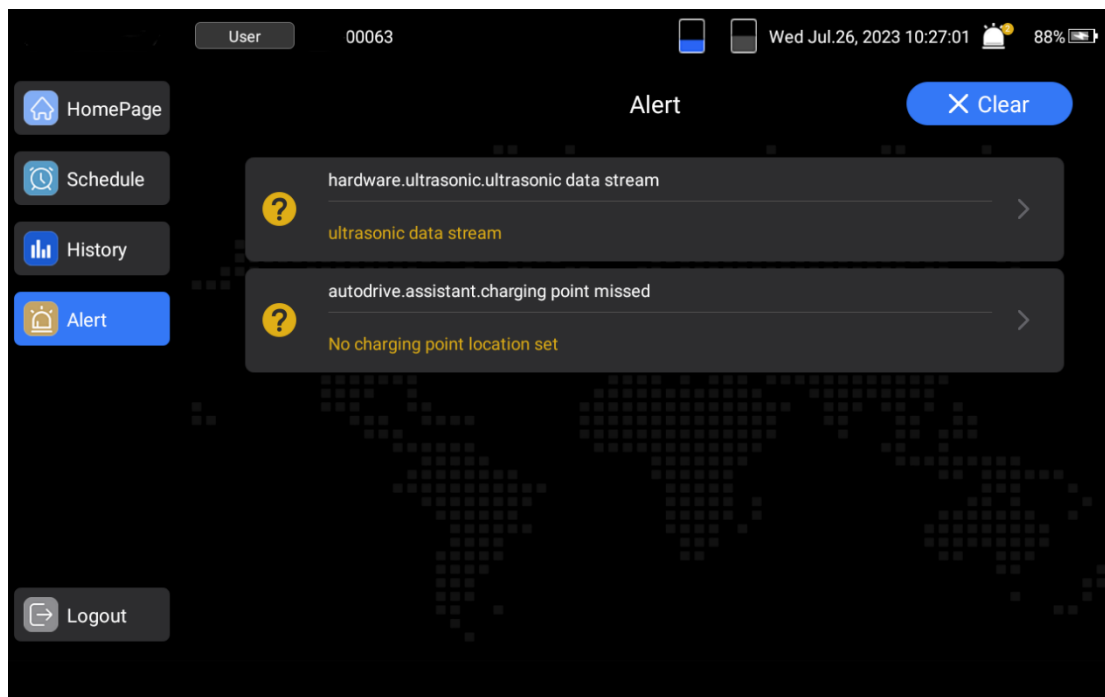 User 00063 Wed Jul.26, 2023 10:27:01 2 88%
HomePage
Alert
Clear
Schedule
hardware.ultrasonic.ultrasonic data stream
ultrasonic data stream
History
autodrive.assistant.charging point missed
No charging point location set
Alert
Logout